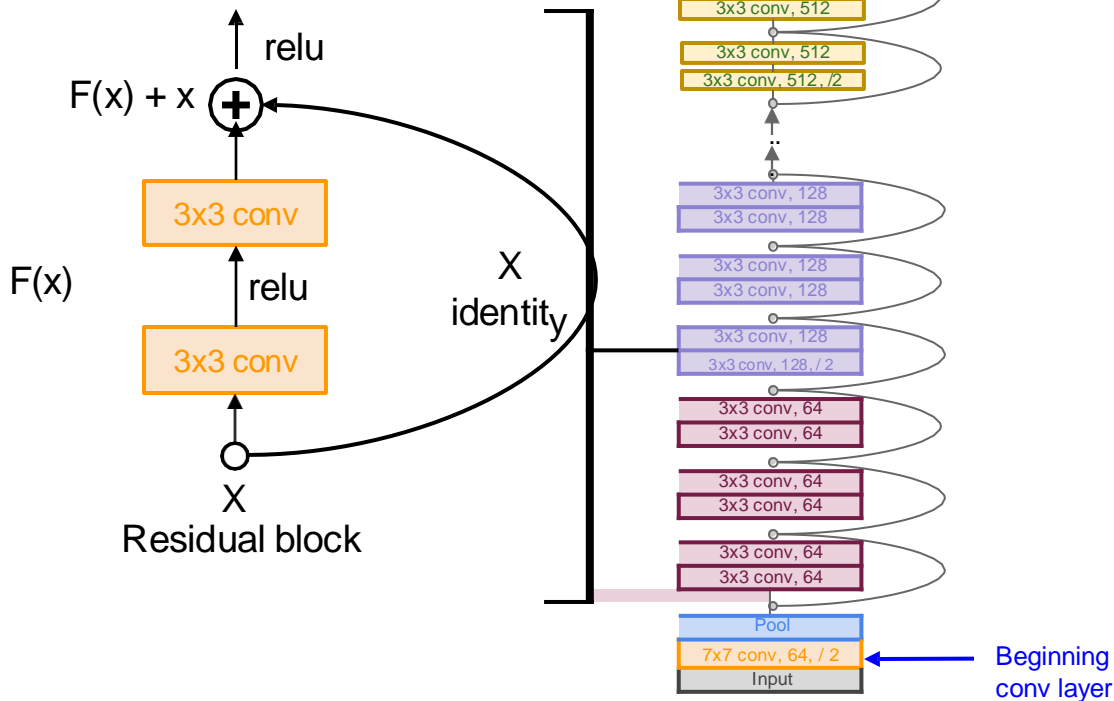 relu
F(x) + x
3x3 conv
F(x)
relu
X
identity
3x3 conv
X
Residual block
3x3 conv, 512
3x3 conv, 512
3x3 conv, 512, /2
..
3x3 conv, 128
3x3 conv, 128
3x3 conv, 128
3x3 conv, 128
3x3 conv, 128
3x3 conv, 128, / 2
3x3 conv, 64
3x3 conv, 64
3x3 conv, 64
3x3 conv, 64
3x3 conv, 64
3x3 conv, 64
Pool
7x7 conv, 64, / 2
Input
Beginning
conv layer